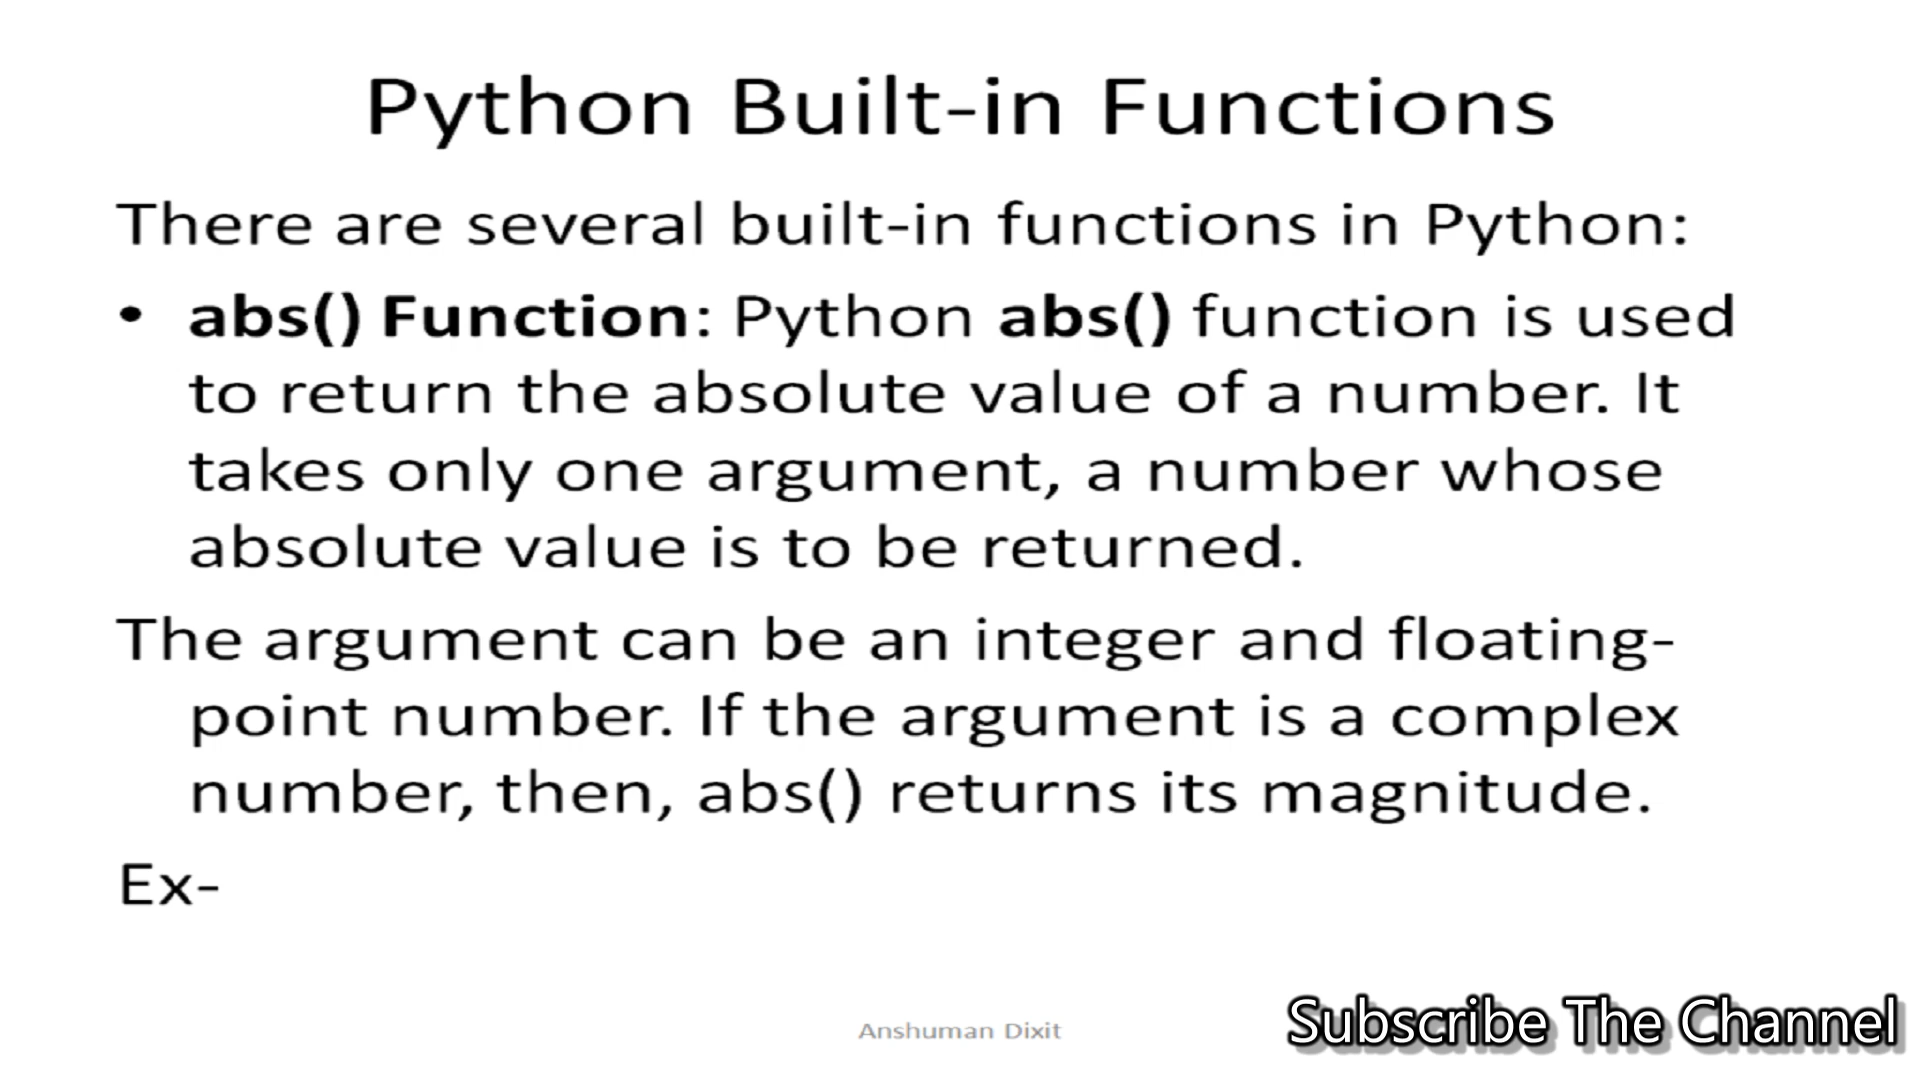 Python Built-in Functions
There are several built-in functions in Python:
• abs() Function: Python abs() function is used
to return the absolute value of a number. It
takes only one argument, a number whose
absolute value is to be returned.
The argument can be an integer and floating-
point number. If the argument is a complex
number, then, abs() returns its magnitude.
Ex-
Anshuman Dixit
Subscribe The Channel